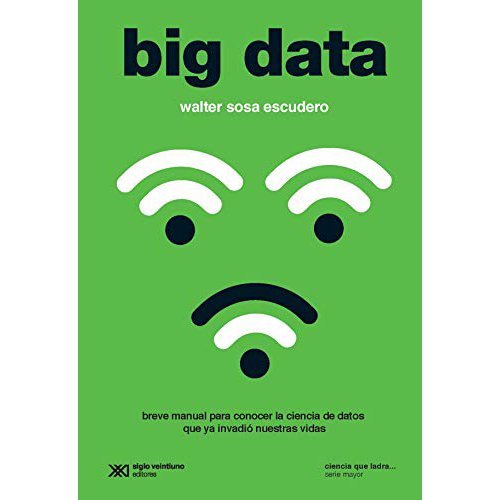 big data
walter sosa escudero
breve manual para conocer la ciencia de datos
que ya invadió nuestras vidas
siglo veintiuno
editores
ciencia que ladra...
serie mayor